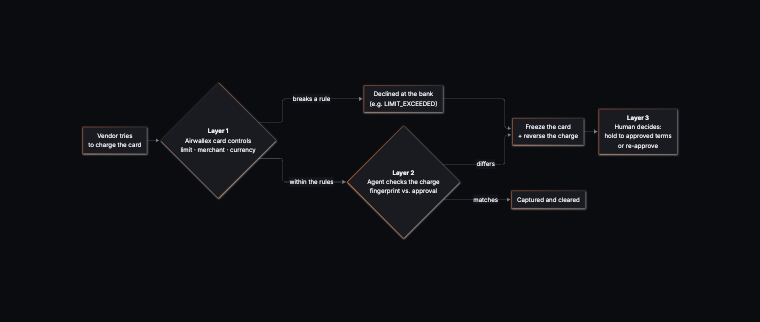 Vendor tries
to charge the card
Layer 1
Airwallex card controls
limit · merchant · currency
breaks a rule
within the rules
Declined at the bank
(e.g. LIMIT_EXCEEDED)
Layer 2
Agent checks the charge
fingerprint vs. approval
differs
matches
Freeze the card
+ reverse the charge
Captured and cleared
Layer 3
Human decides:
hold to approved terms
or re-approve